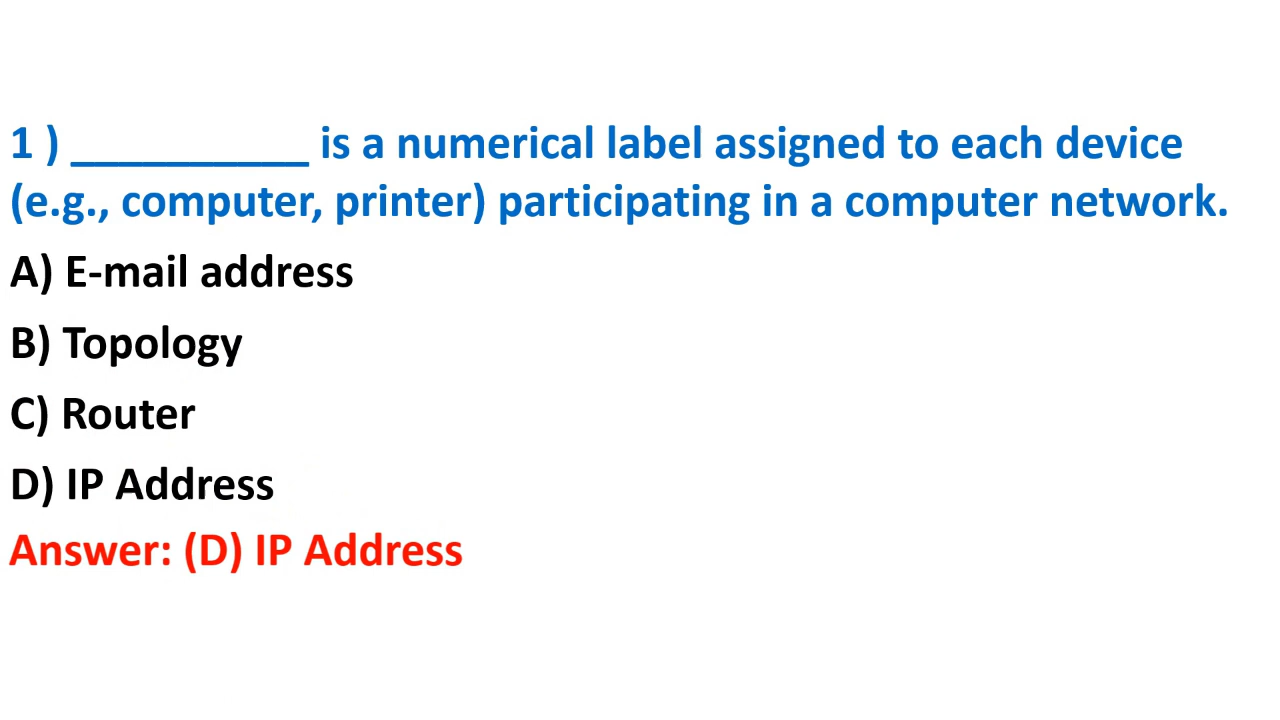 1 ) __________ is a numerical label assigned to each device
(e.g., computer, printer) participating in a computer network.
A) E-mail address
B) Topology
C) Router
D) IP Address
Answer: (D) IP Address